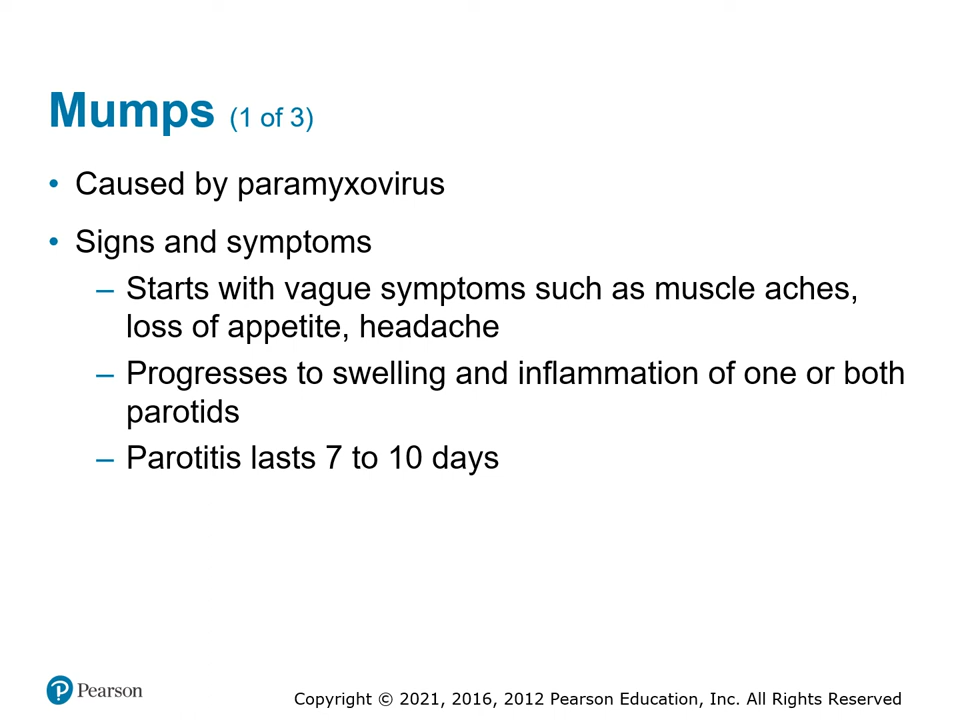 Mumps (1 of 3)
• Caused by paramyxovirus
• Signs and symptoms
– Starts with vague symptoms such as muscle aches,
loss of appetite, headache
– Progresses to swelling and inflammation of one or both
parotids
– Parotitis lasts 7 to 10 days
Pearson
Copyright © 2021, 2016, 2012 Pearson Education, Inc. All Rights Reserved